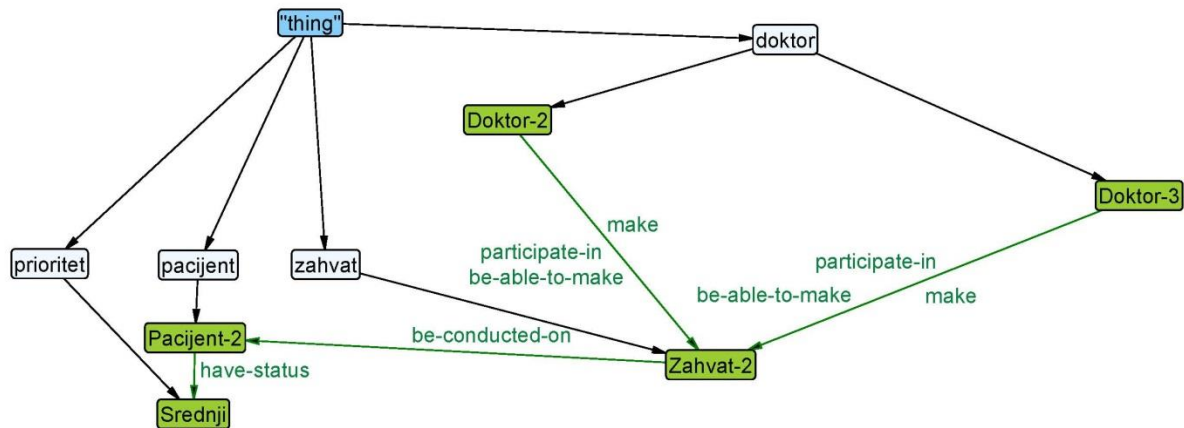 "thing"
doktor
Doktor-2
Doktor-3
make
participate-in
be-able-to-make
participate-in
be-able-to-make
make
prioritet
pacijent
zahvat
Pacijent-2
be-conducted-on
Zahvat-2
have-status
Srednji